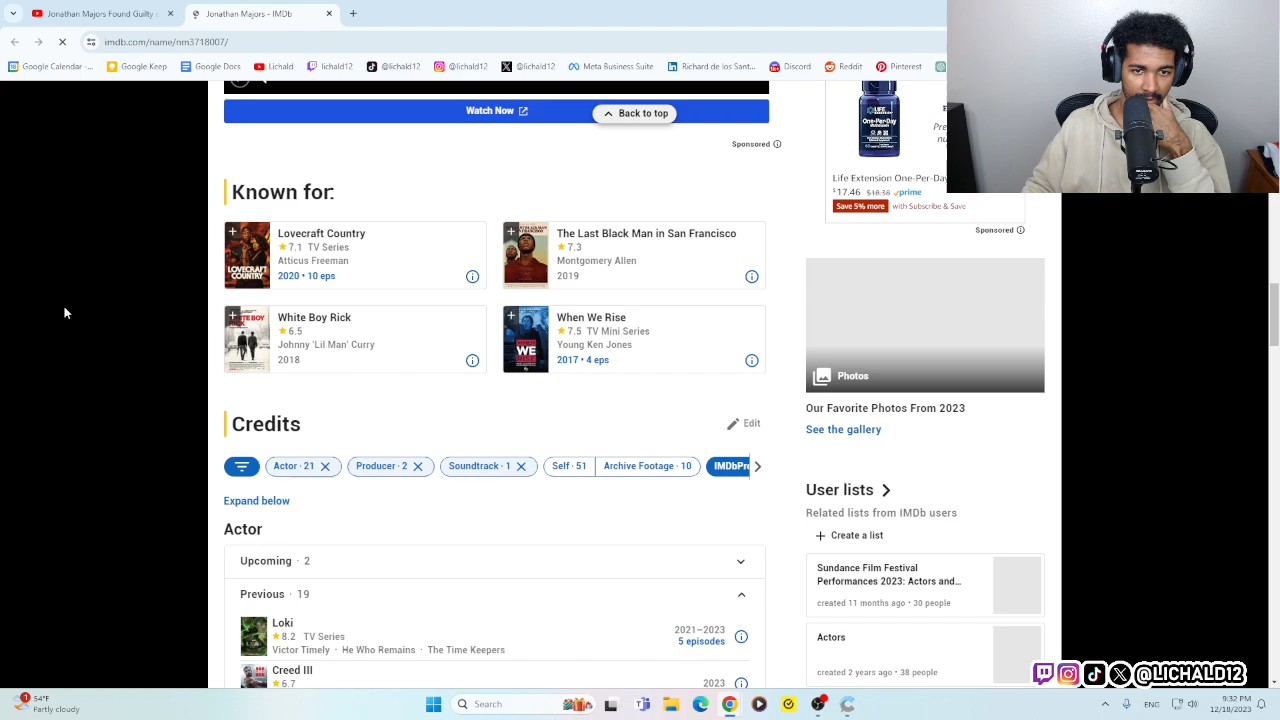 Jonathan Majors' Guilty
(3718007) Jonathan Majors - IM
imdb.com/name/nm3718007/
Google
Google Keep
Google Calendar
Google Docs
YouTube
lichald12
@lichald12
@lichald12
@lichald12
Meta Business Suite
Richard de los San...
Pinterest
Reddit
Watch Now
Back to top
Sponsored
Life Extension One-Per-Day
$17.46 $18.38 prime
Save 5% more with Subscribe & Save
Sponsored
Known for:
Lovecraft Country
7.1 TV Series
Atticus Freeman
2020 • 10 eps
The Last Black Man in San Francisco
7.3
Montgomery Allen
2019
White Boy Rick
6.5
Johnny 'Lil Man' Curry
2018
When We Rise
7.5 TV Mini Series
Young Ken Jones
2017 • 4 eps
Photos
Our Favorite Photos From 2023
See the gallery
Credits
Edit
Actor · 21
Producer · 2
Soundtrack · 1
Self · 51
Archive Footage · 10
IMDbPro
Expand below
Actor
Upcoming · 2
Previous · 19
Loki
8.2 TV Series
Victor Timely · He Who Remains · The Time Keepers
2021–2023
5 episodes
Creed III
6.7
2023
User lists
Related lists from IMDb users
Create a list
Sundance Film Festival
Performances 2023: Actors and…
created 11 months ago • 30 people
Actors
created 2 years ago • 38 people
@LICHALD12
1
54°F
Partly cloudy
Search
9:32 PM